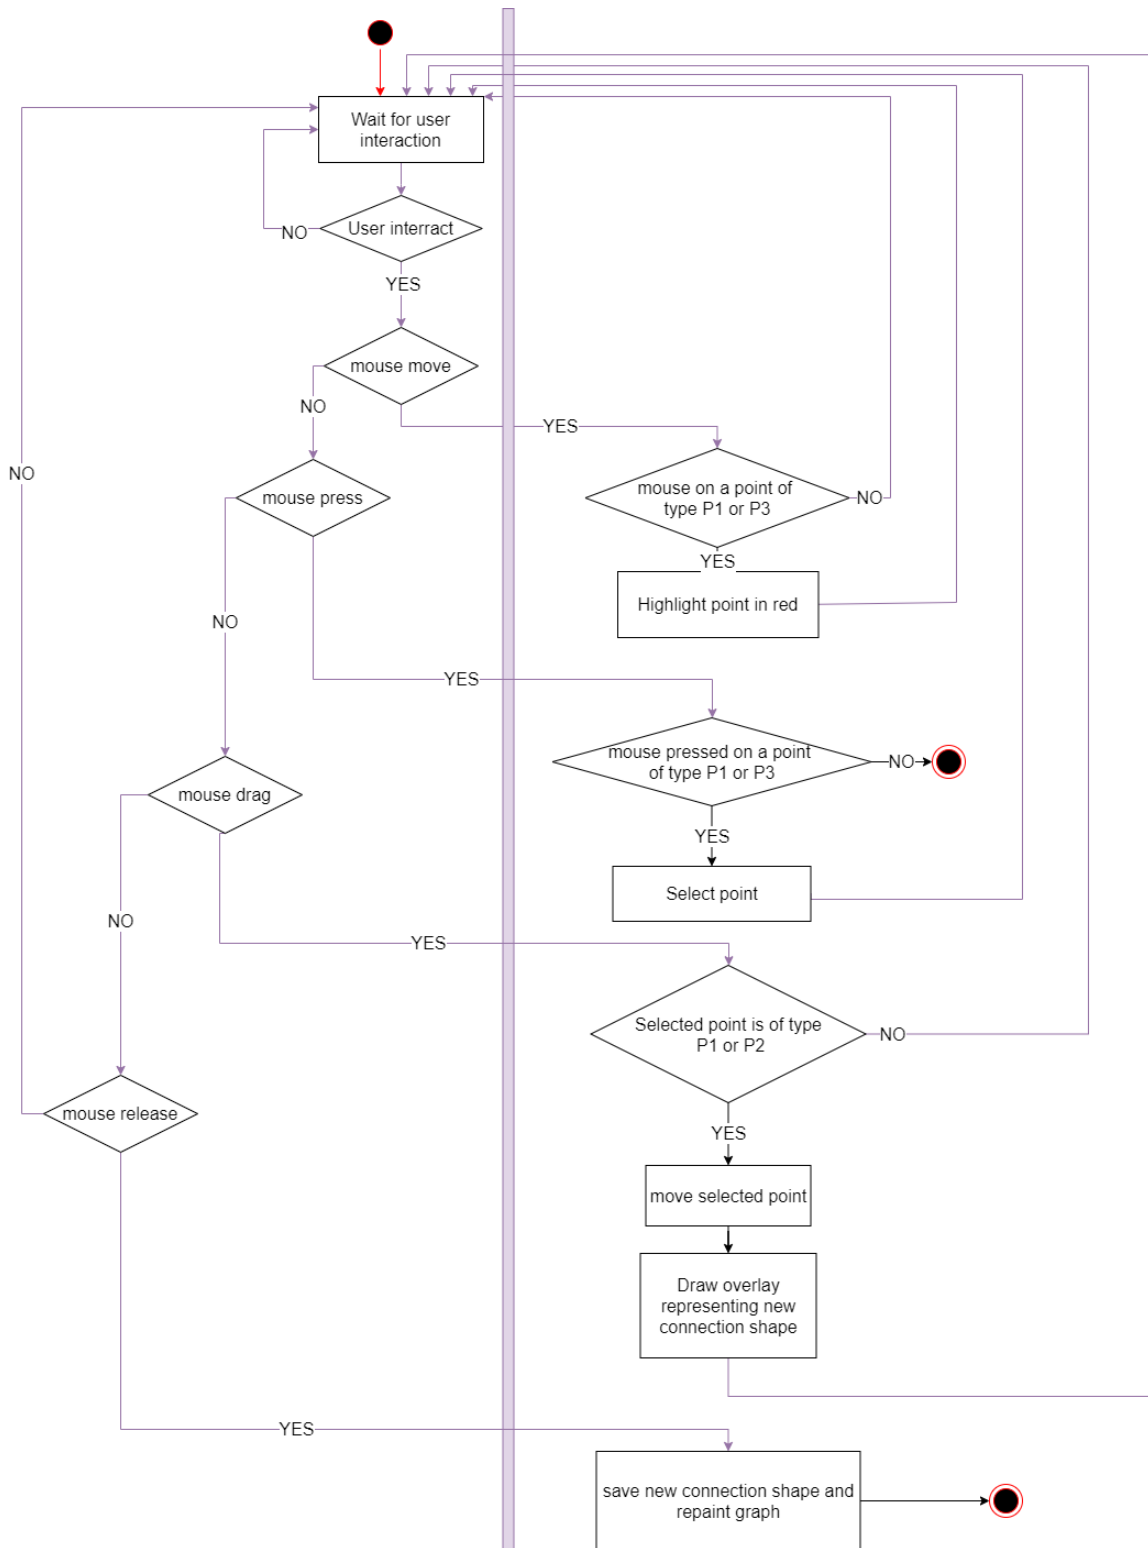 Wait for user
interaction
User interract
NO
YES
mouse move
NO
YES
NO
mouse press
mouse on a point of
type P1 or P3
NO
YES
Highlight point in red
NO
YES
mouse pressed on a point
of type P1 or P3
NO
mouse drag
YES
Select point
NO
YES
Selected point is of type
P1 or P2
NO
mouse release
YES
move selected point
Draw overlay
representing new
connection shape
YES
save new connection shape and
repaint graph